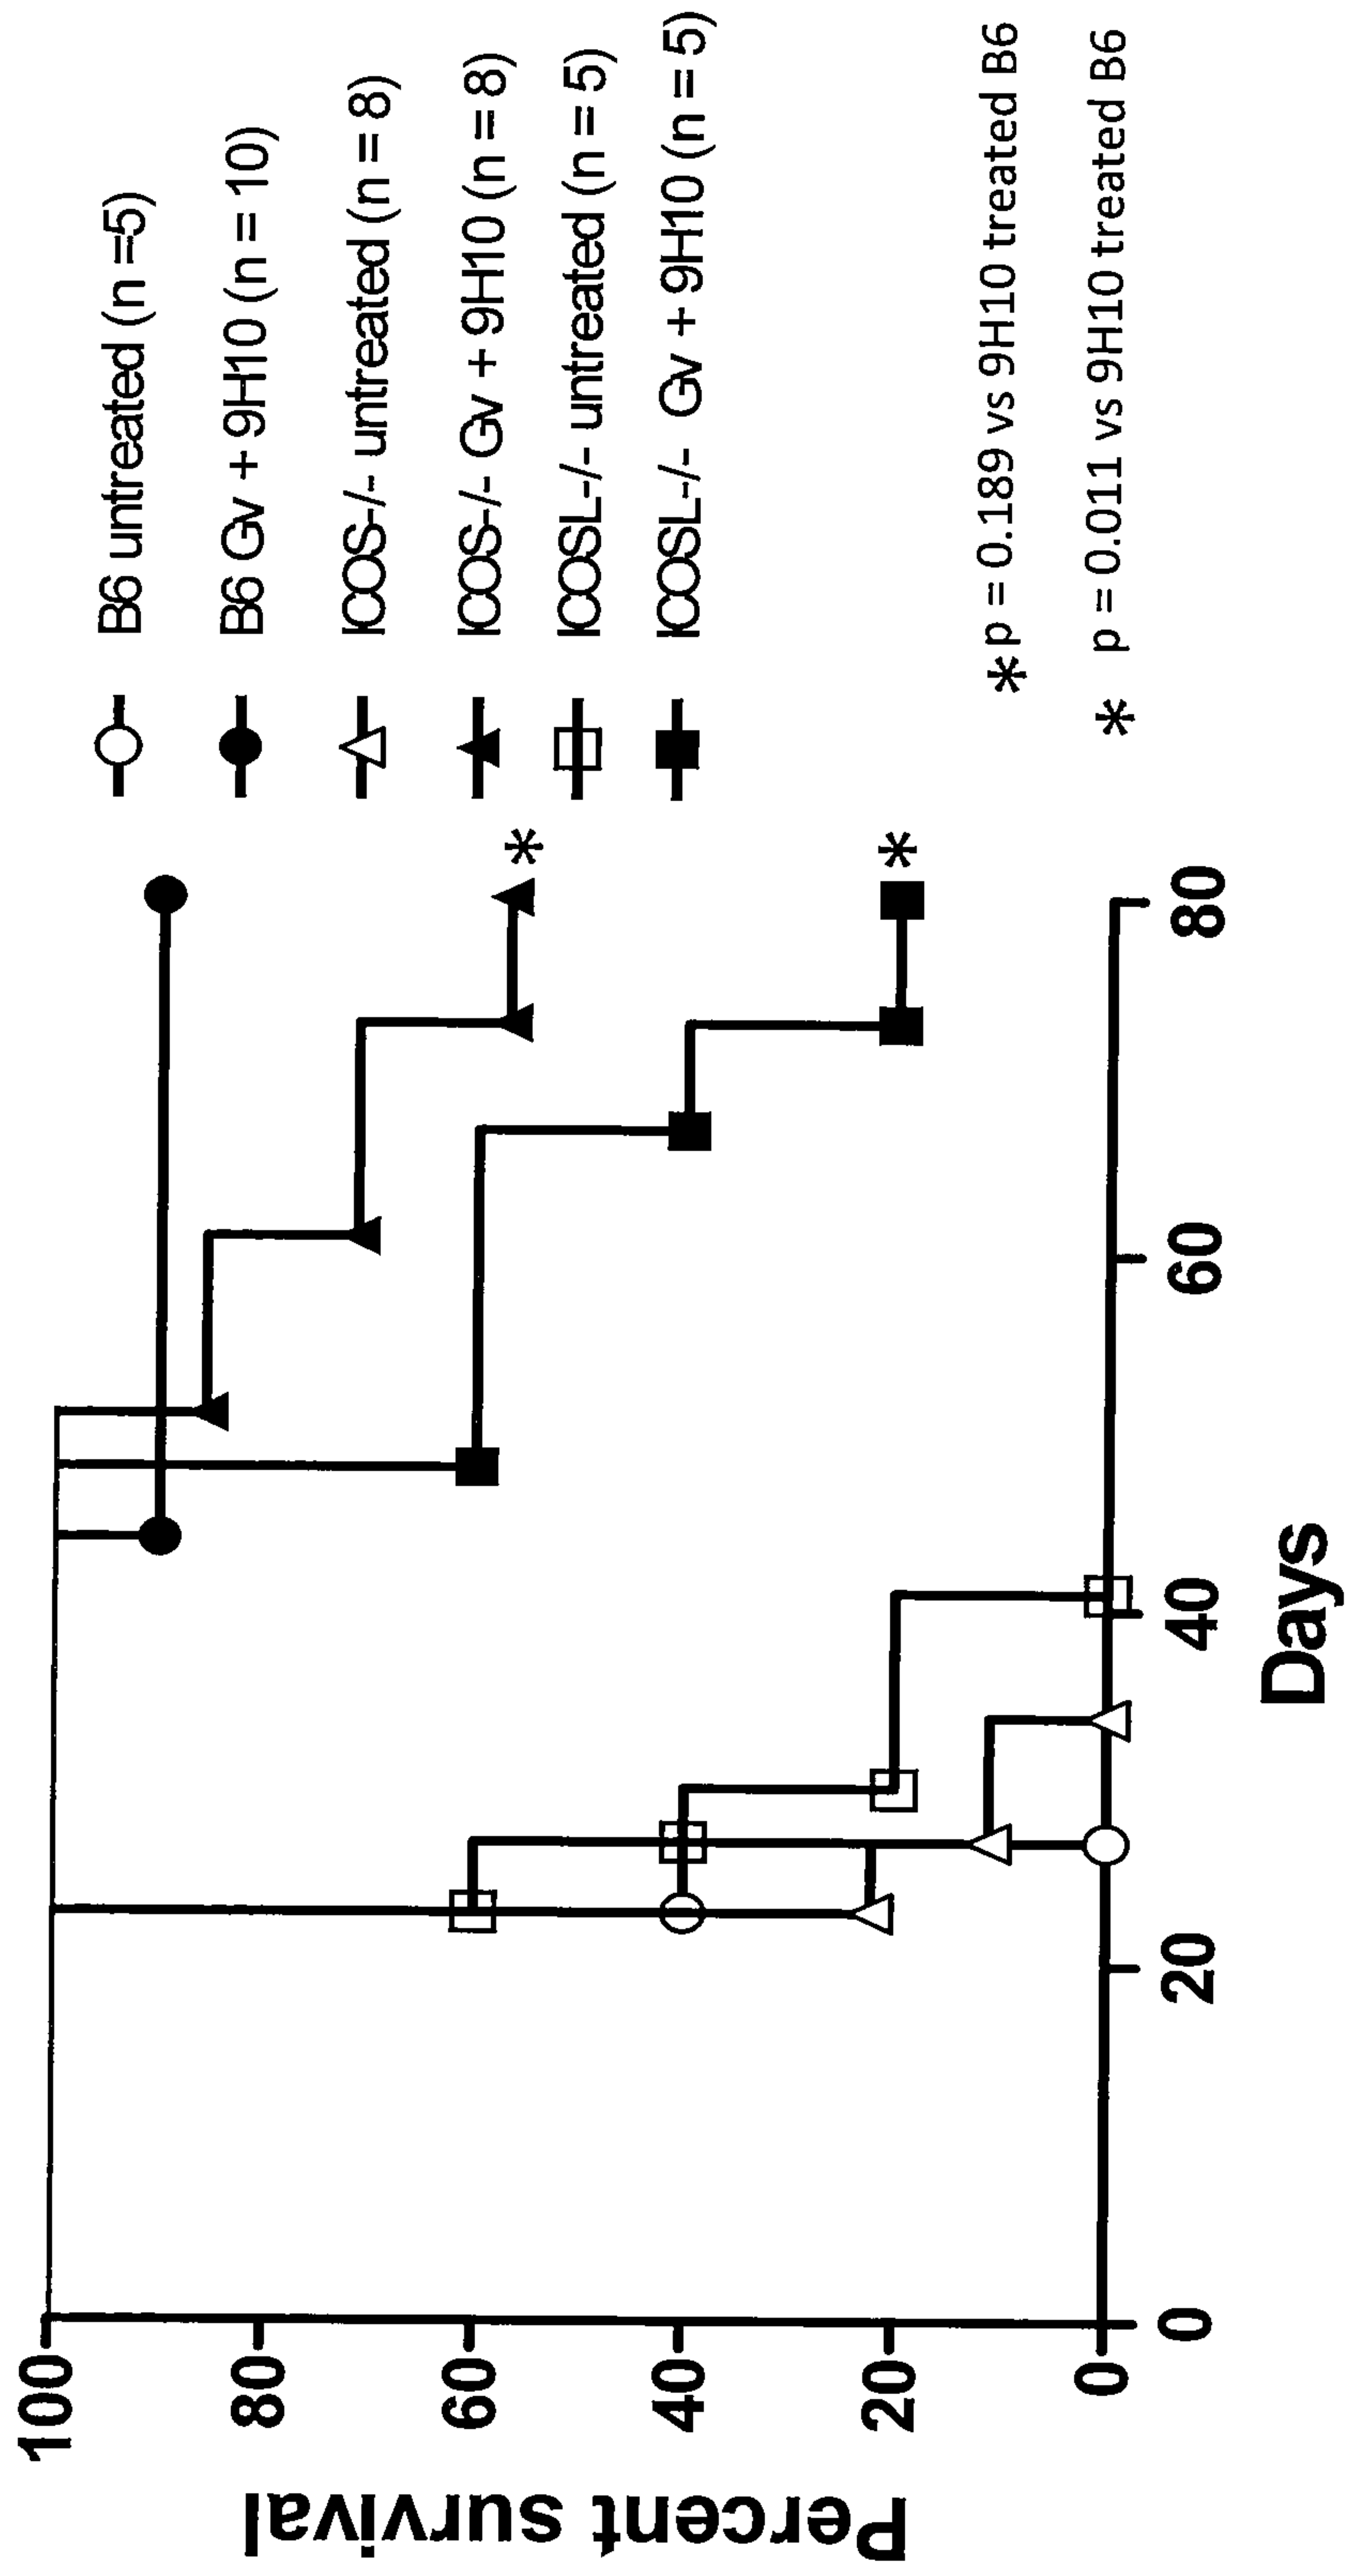 Percent survival
100
80
60
40
20
0
0
20
40
60
80
Days
*
*
B6 untreated (n =5)
B6 Gv + 9H10 (n = 10)
ICOS-/- untreated (n = 8)
ICOS-/- Gv + 9H10 (n = 8)
ICOSL-/- untreated (n = 5)
ICOSL-/- Gv + 9H10 (n = 5)
* p = 0.189 vs 9H10 treated B6
* p = 0.011 vs 9H10 treated B6